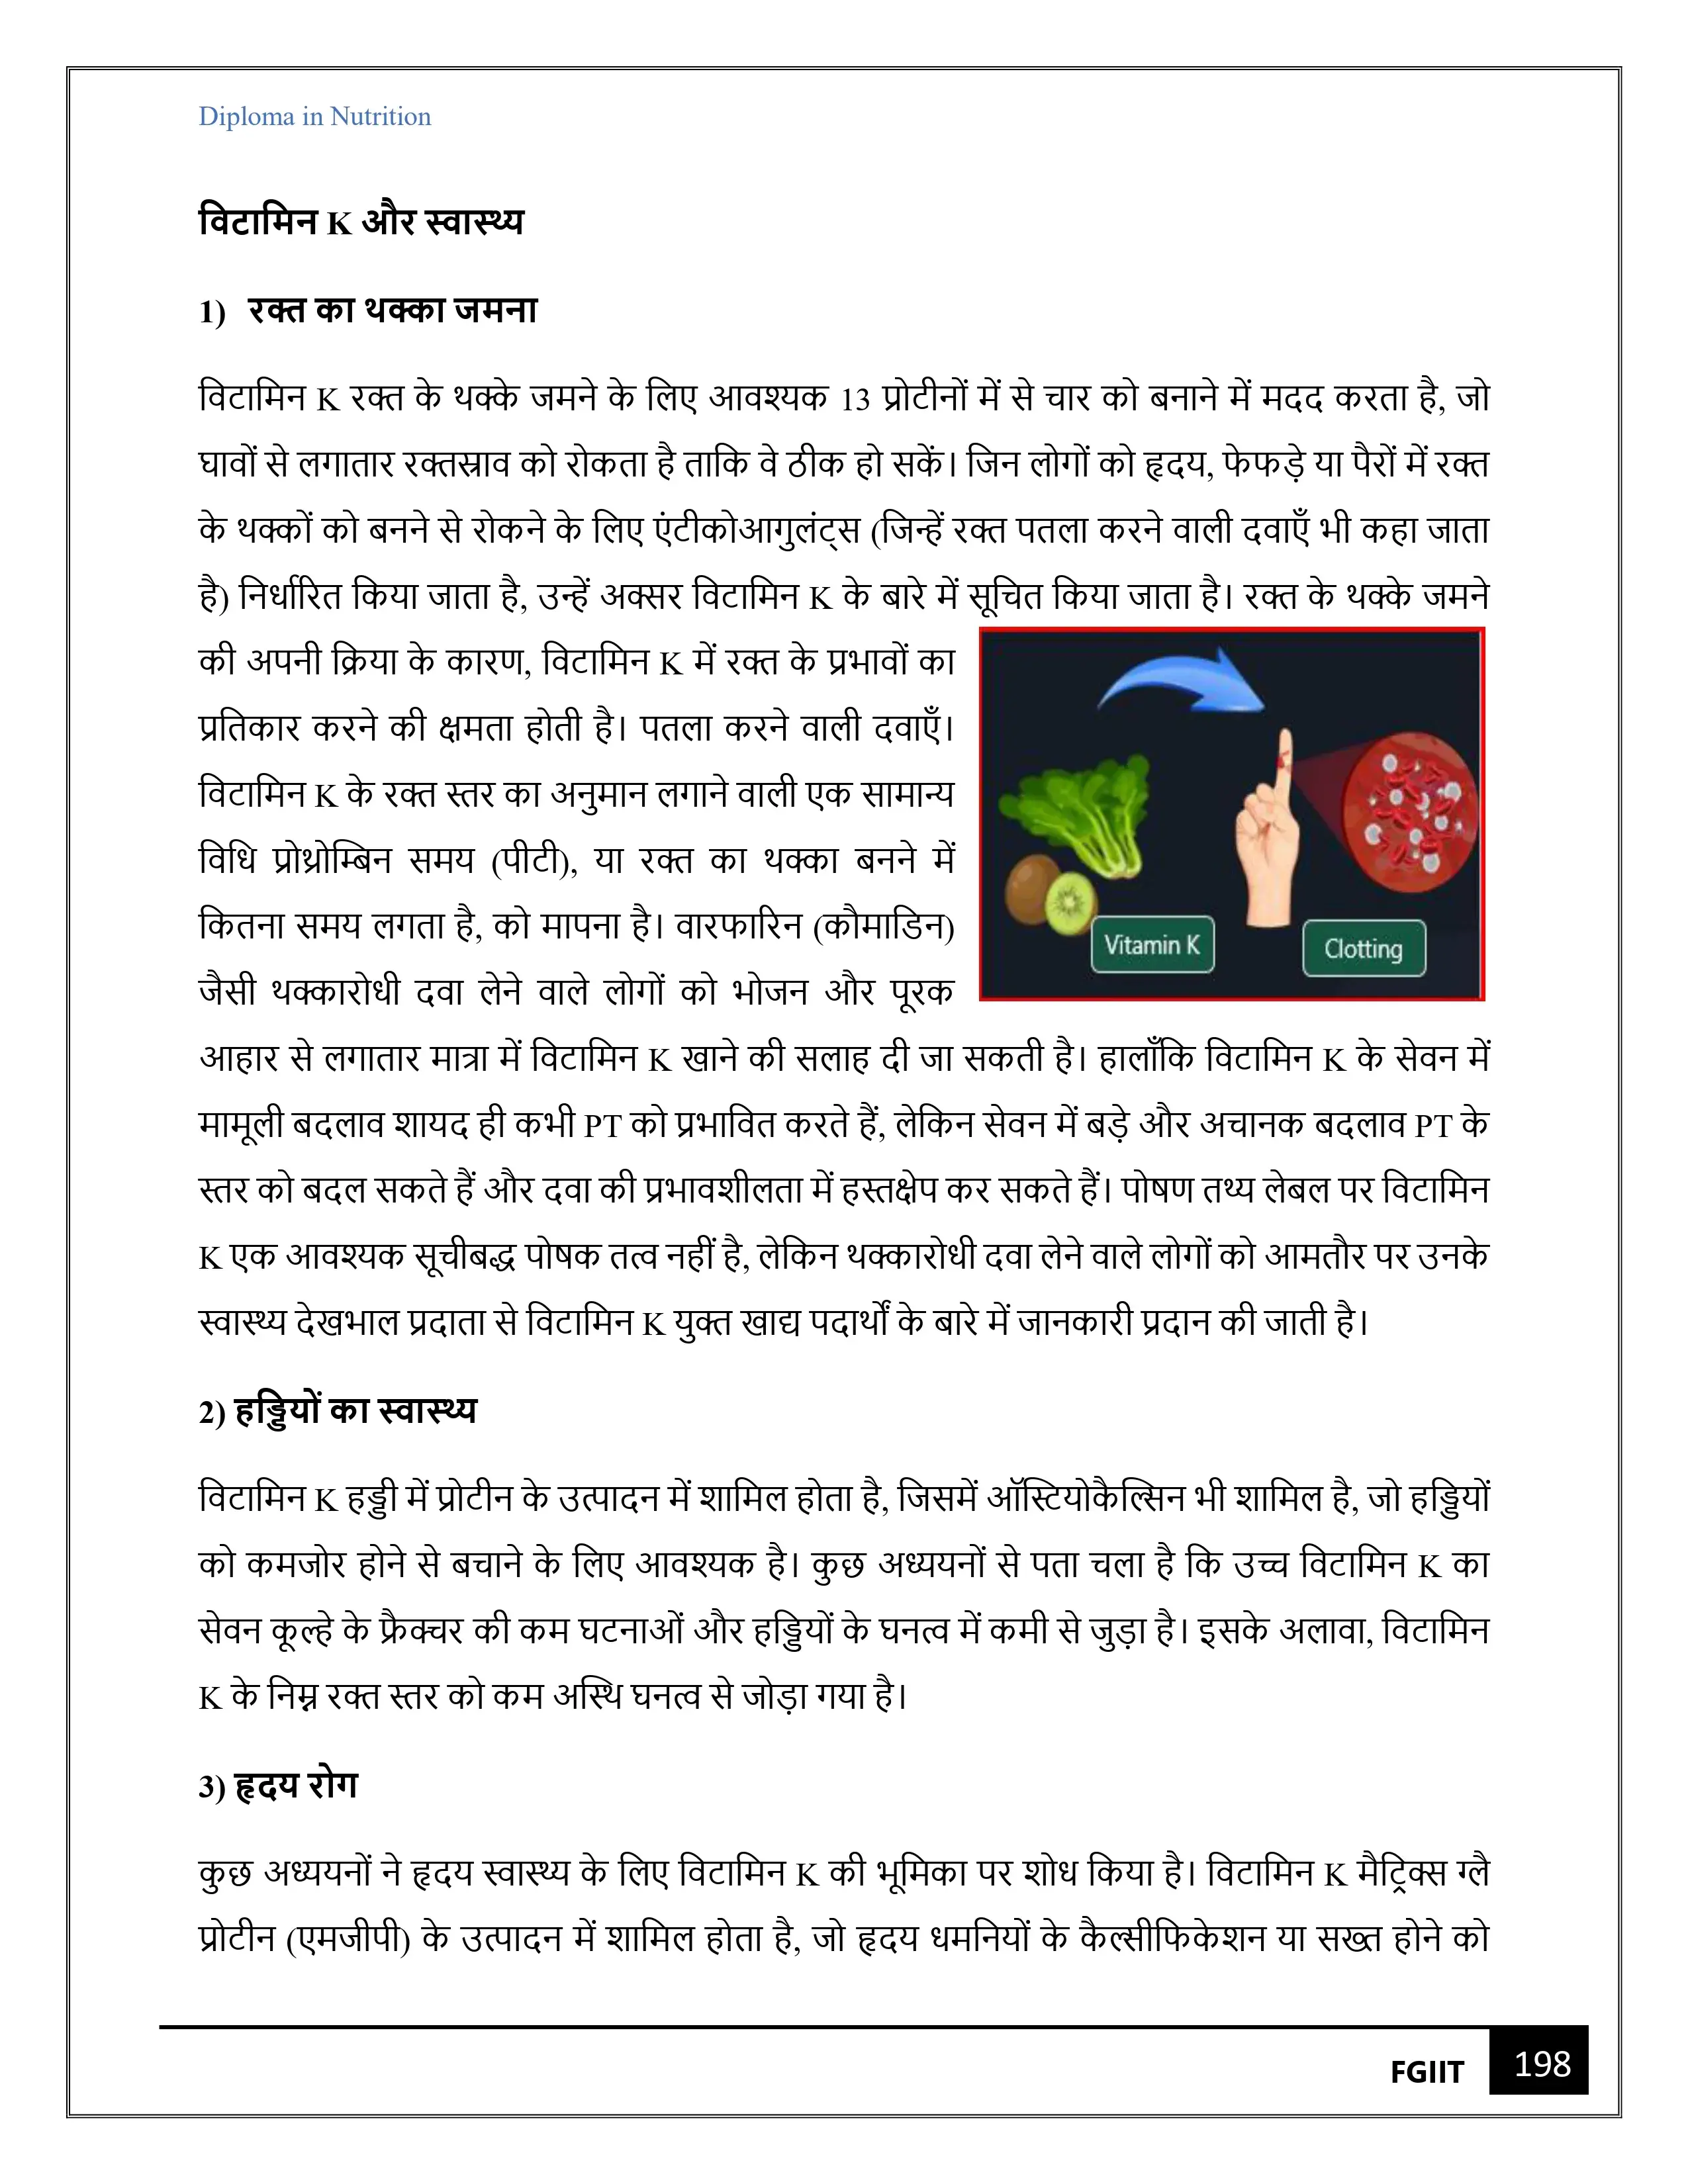 Diploma in Nutrition
विटामिन K और स्वास्थ्य
1) रक्त का थक्का जमना
विटामिन K रक्त के थक्के जमने के लिए आवश्यक 13 प्रोटीनों में से चार को बनाने में मदद करता है, जो
घावों से लगातार रक्तस्राव को रोकता है ताकि वे ठीक हो सकें। जिन लोगों को हृदय, फेफड़े या पैरों में रक्त
के थक्कों को बनने से रोकने के लिए एंटीकोआगुलंट्स (जिन्हें रक्त पतला करने वाली दवाएँ भी कहा जाता
है) निर्धारित किया जाता है, उन्हें अक्सर विटामिन K के बारे में सूचित किया जाता है। रक्त के थक्के जमने
की अपनी क्रिया के कारण, विटामिन K में रक्त के प्रभावों का
प्रतिकार करने की क्षमता होती है। पतला करने वाली दवाएँ।
विटामिन K के रक्त स्तर का अनुमान लगाने वाली एक सामान्य
विधि प्रोथ्रोम्बिन समय (पीटी), या रक्त का थक्का बनने में
कितना समय लगता है, को मापना है। वारफारिन (कौमाडिन)
जैसी थक्कारोधी दवा लेने वाले लोगों को भोजन और पूरक
Vitamin K
Clotting
आहार से लगातार मात्रा में विटामिन K खाने की सलाह दी जा सकती है। हालाँकि विटामिन K के सेवन में
मामूली बदलाव शायद ही कभी PT को प्रभावित करते हैं, लेकिन सेवन में बड़े और अचानक बदलाव PT के
स्तर को बदल सकते हैं और दवा की प्रभावशीलता में हस्तक्षेप कर सकते हैं। पोषण तथ्य लेबल पर विटामिन
K एक आवश्यक सूचीबद्ध पोषक तत्व नहीं है, लेकिन थक्कारोधी दवा लेने वाले लोगों को आमतौर पर उनके
स्वास्थ्य देखभाल प्रदाता से विटामिन K युक्त खाद्य पदार्थों के बारे में जानकारी प्रदान की जाती है।
2) हड्डियों का स्वास्थ्य
विटामिन K हड्डी में प्रोटीन के उत्पादन में शामिल होता है, जिसमें ऑस्टियोकैल्सिन भी शामिल है, जो हड्डियों
को कमजोर होने से बचाने के लिए आवश्यक है। कुछ अध्ययनों से पता चला है कि उच्च विटामिन K का
सेवन कूल्हे के फ्रैक्चर की कम घटनाओं और हड्डियों के घनत्व में कमी से जुड़ा है। इसके अलावा, विटामिन
K के निम्न रक्त स्तर को कम अस्थि घनत्व से जोड़ा गया है।
3) हृदय रोग
कुछ अध्ययनों ने हृदय स्वास्थ्य के लिए विटामिन K की भूमिका पर शोध किया है। विटामिन K मैट्रिक्स ग्लै
प्रोटीन (एमजीपी) के उत्पादन में शामिल होता है, जो हृदय धमनियों के कैल्सीफिकेशन या सख्त होने को
FGIIT 198